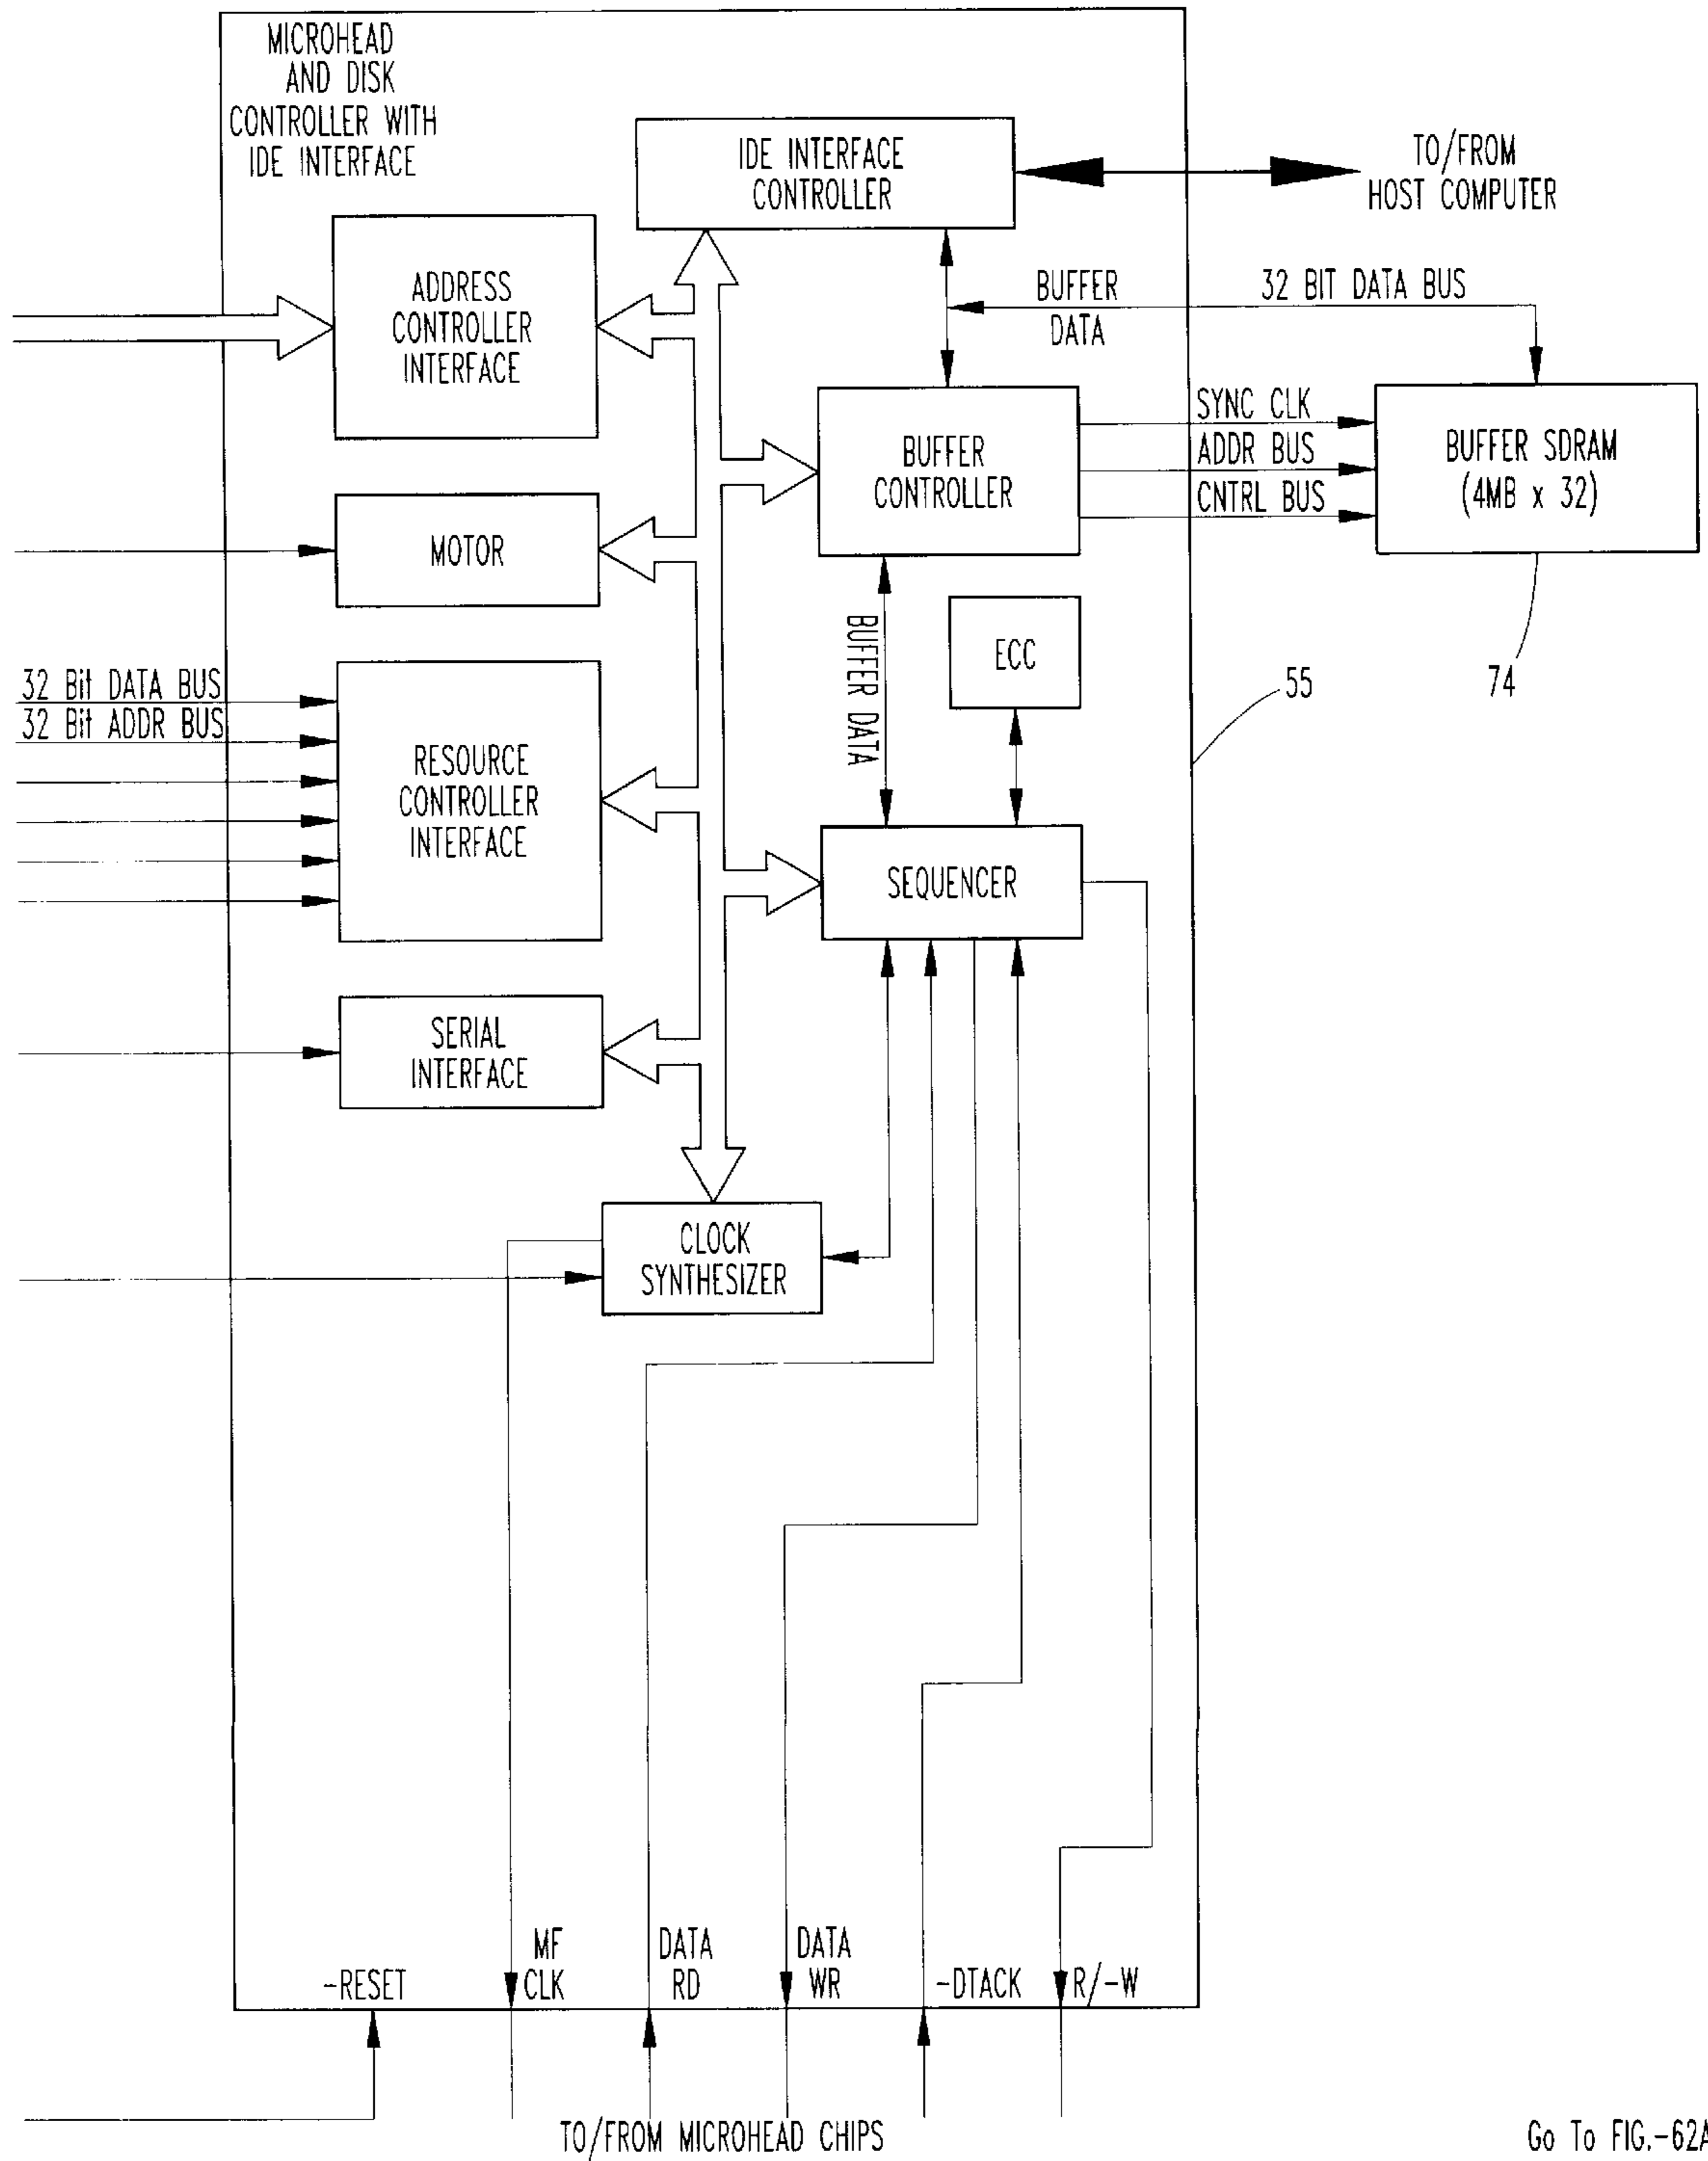 MICROHEAD
AND DISK
CONTROLLER WITH
IDE INTERFACE
IDE INTERFACE
CONTROLLER
TO/FROM
HOST COMPUTER
ADDRESS
CONTROLLER
INTERFACE
BUFFER
DATA
32 BIT DATA BUS
BUFFER
CONTROLLER
SYNC CLK
ADDR BUS
CNTRL BUS
BUFFER SDRAM
(4MB x 32)
MOTOR
BUFFER DATA
ECC
55
74
32 Bit DATA BUS
32 Bit ADDR BUS
RESOURCE
CONTROLLER
INTERFACE
SEQUENCER
SERIAL
INTERFACE
CLOCK
SYNTHESIZER
-RESET
MF
CLK
DATA
RD
DATA
WR
-DTACK
R/-W
TO/FROM MICROHEAD CHIPS
Go To FIG.-62A